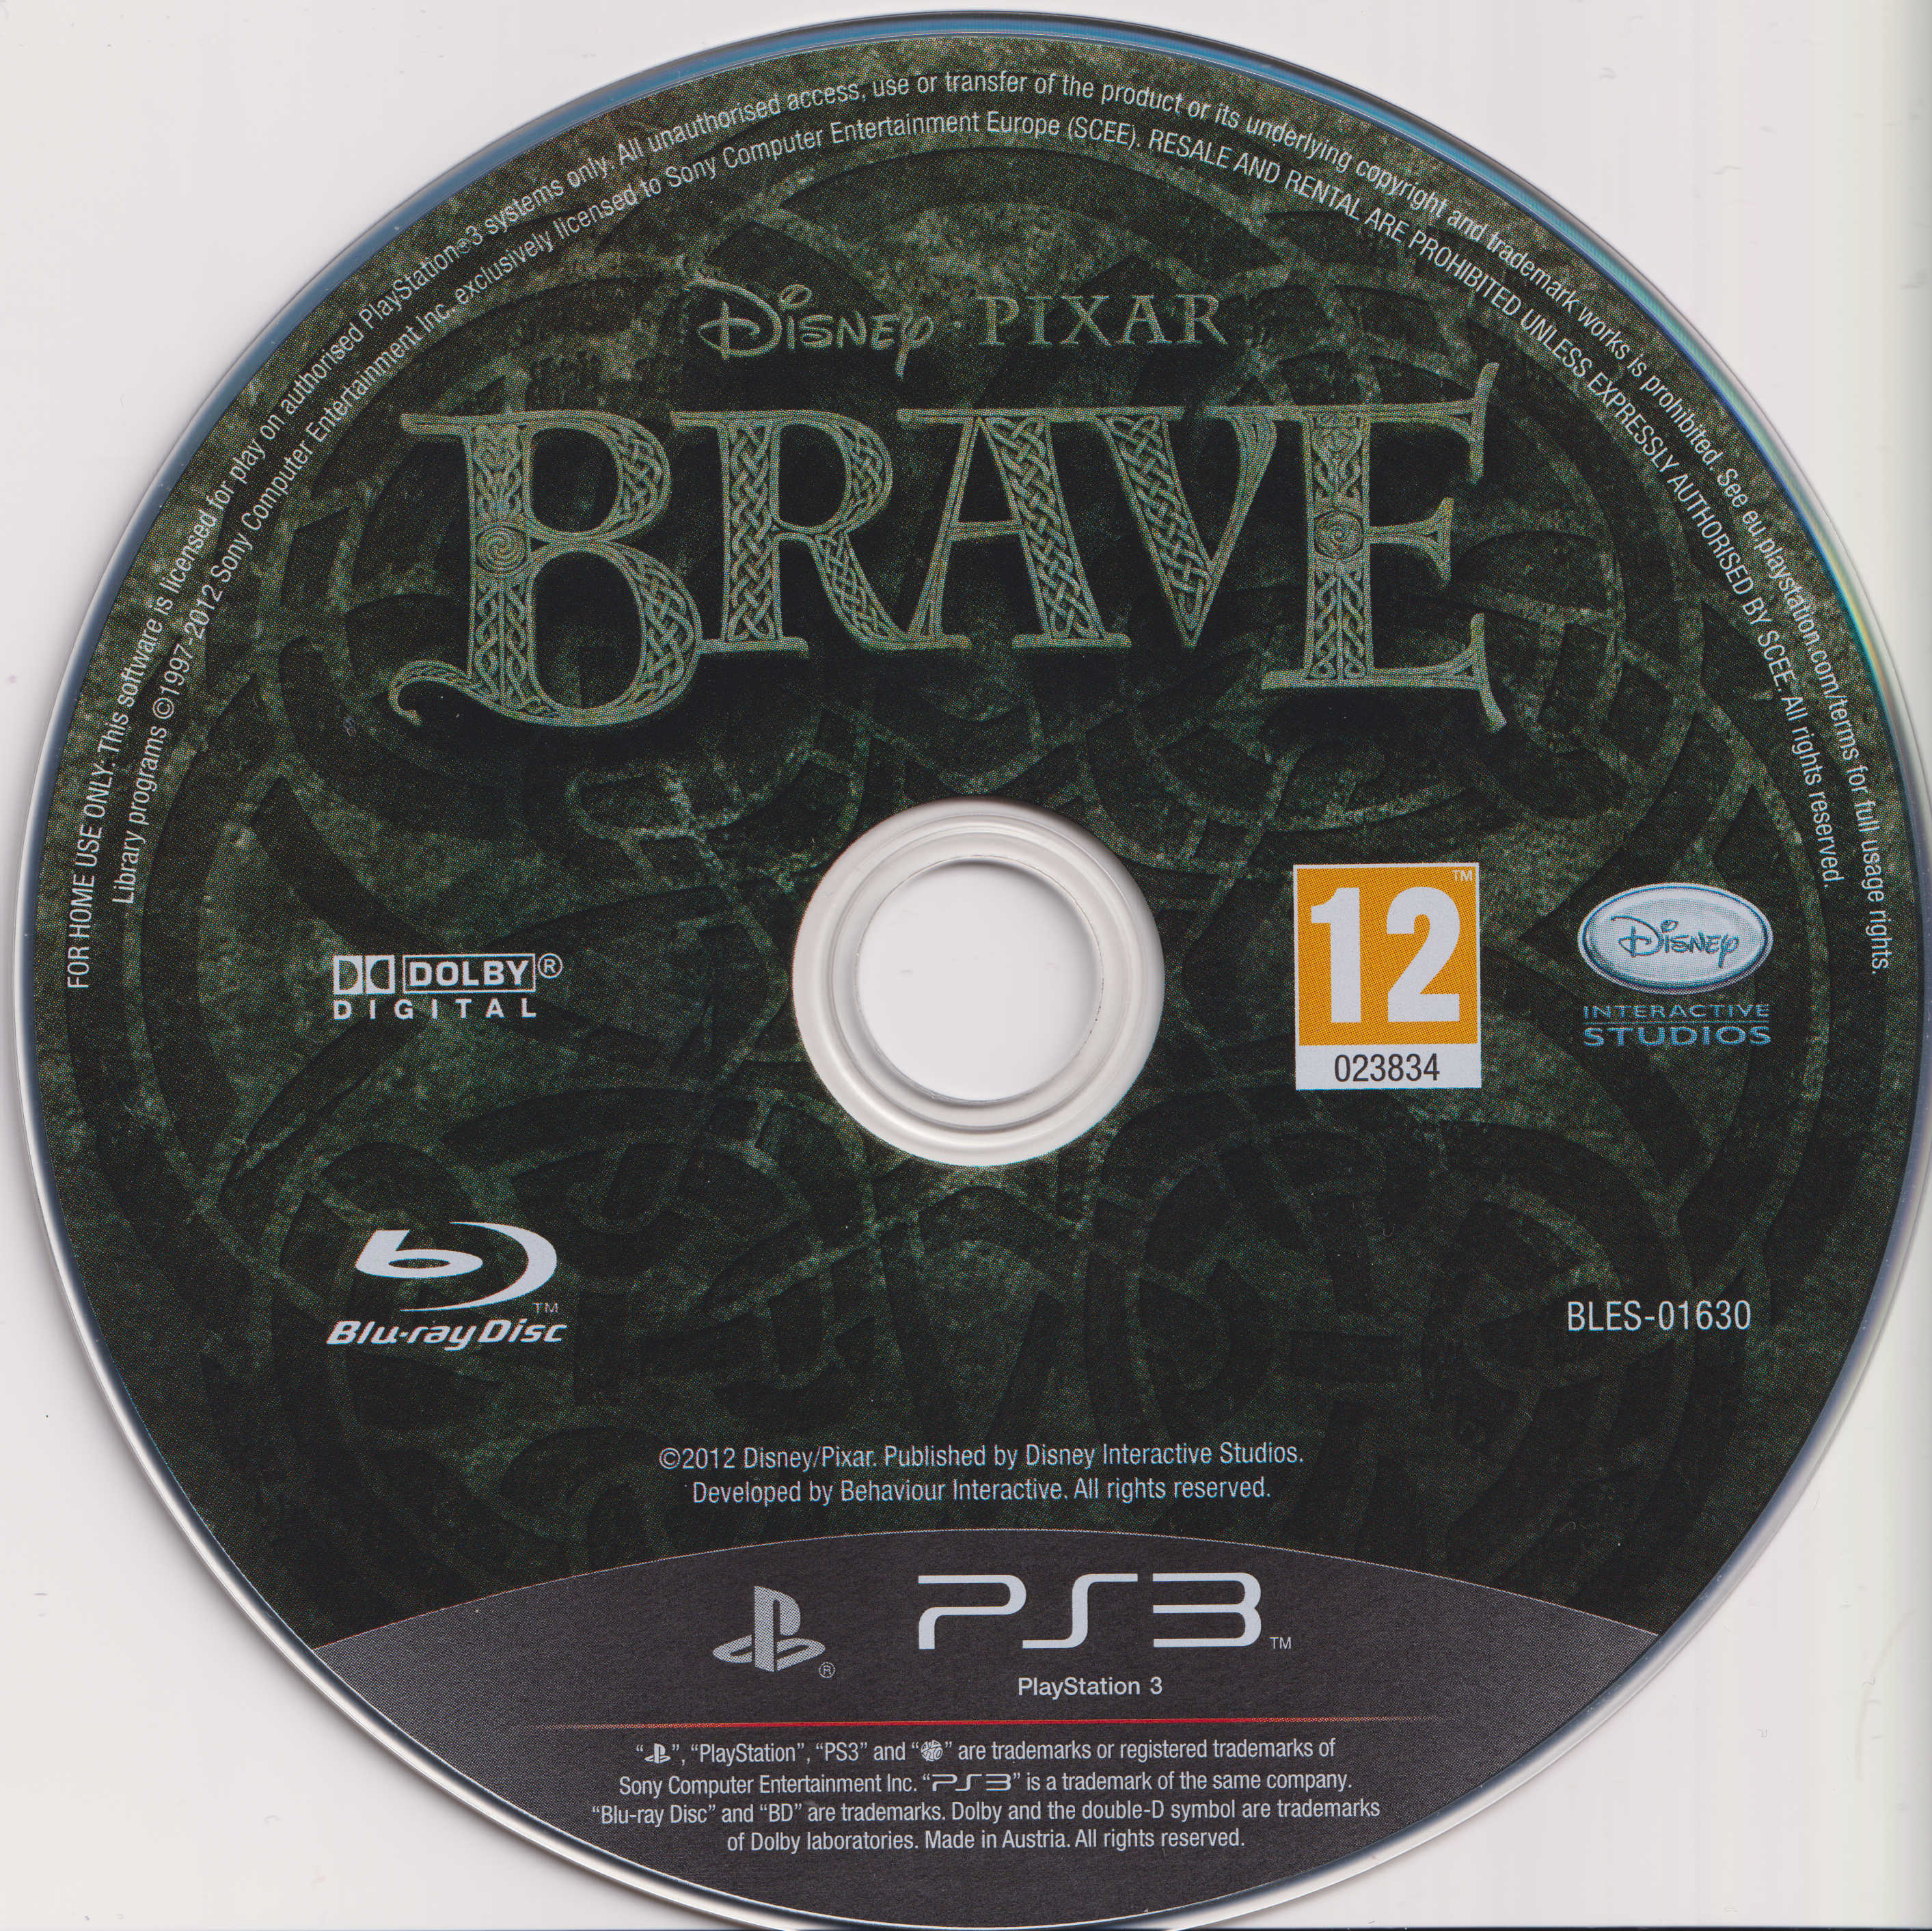 FOR HOME USE ONLY. This software is licensed for play on authorised PlayStation®3 systems only. All unauthorised access, use or transfer of the product or its underlying copyright and trademark works is prohibited. See eu.playstation.com/terms for full usage rights.
Library programs ©1997-2012 Sony Computer Entertainment Inc. exclusively licensed to Sony Computer Entertainment Europe (SCEE). RESALE AND RENTAL ARE PROHIBITED UNLESS EXPRESSLY AUTHORISED BY SCEE. All rights reserved.
DISNEY · PIXAR
BRAVE
12™
023834
DISNEY
INTERACTIVE
STUDIOS
DOLBY®
DIGITAL
Blu-ray Disc™
BLES-01630
©2012 Disney/Pixar. Published by Disney Interactive Studios.
Developed by Behaviour Interactive. All rights reserved.
® PS3™
PlayStation 3
“ ”, “PlayStation”, “PS3” and “ ” are trademarks or registered trademarks of
Sony Computer Entertainment Inc. “PS3” is a trademark of the same company.
“Blu-ray Disc” and “BD” are trademarks. Dolby and the double-D symbol are trademarks
of Dolby laboratories. Made in Austria. All rights reserved.